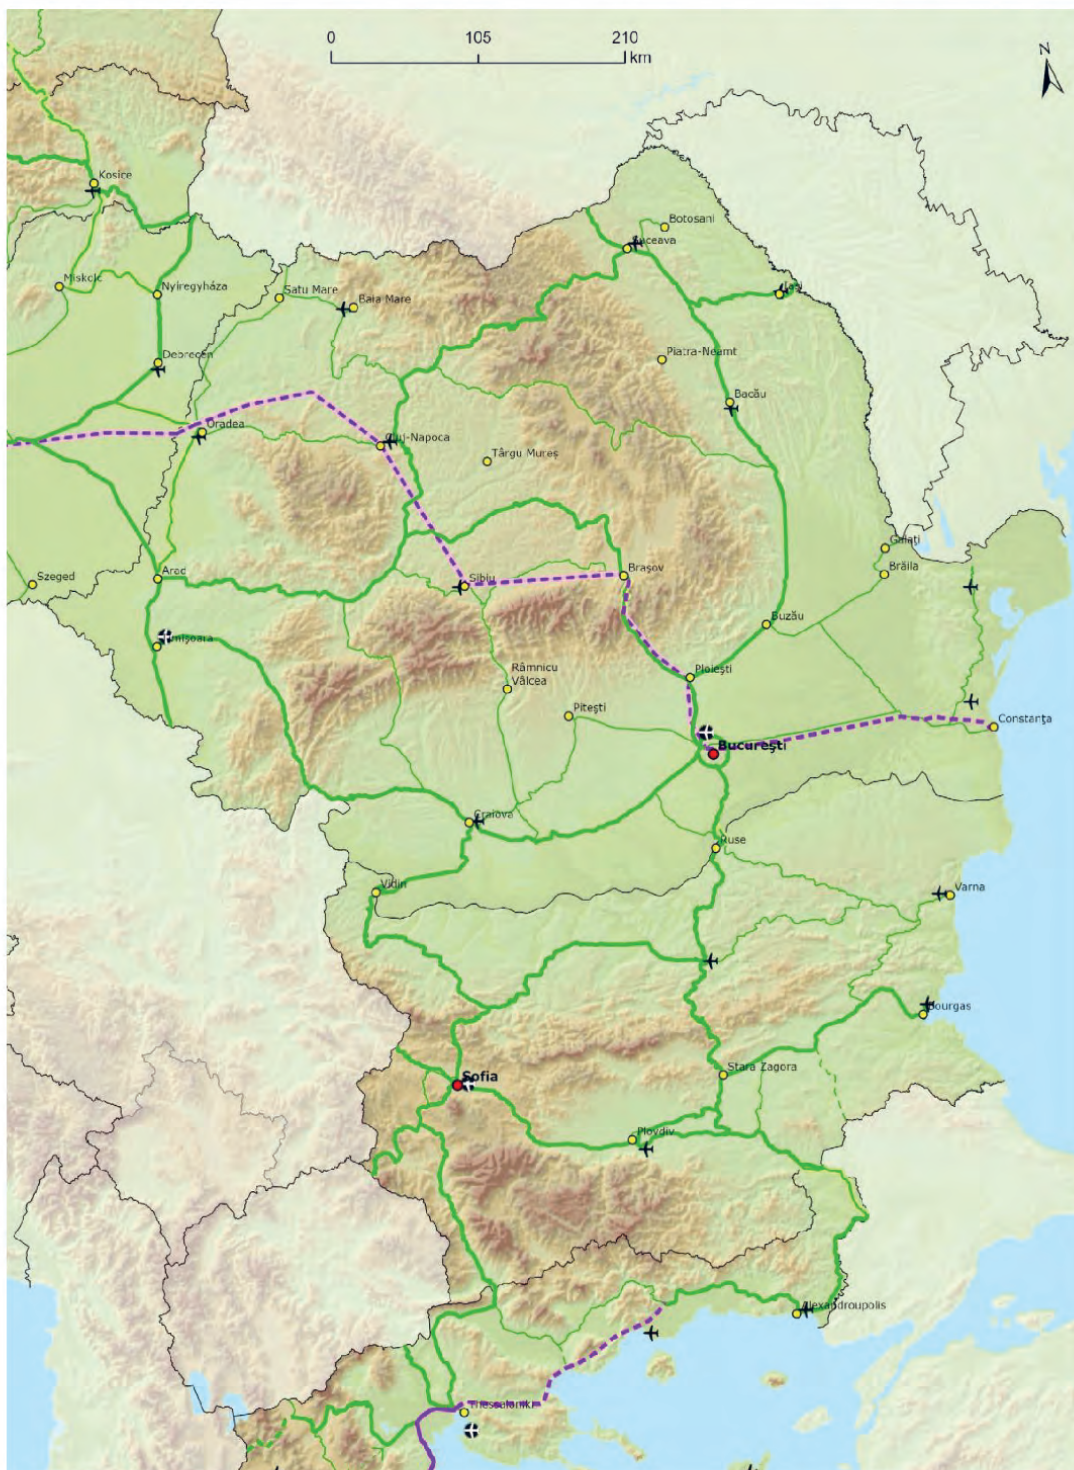 0 105 210
km
N
Kosice
Botosani
Suceava
Miskolc
Nyíregyháza
Satu Mare
Baia Mare
Iași
Debrecen
Piatra-Neamt
Bacău
Oradea
Cluj-Napoca
Târgu Mureș
Galați
Szeged
Arad
Sibiu
Brașov
Brăila
Timișoara
Buzău
Râmnicu
Vâlcea
Ploiești
Pitești
Constanța
București
Craiova
Ruse
Vidin
Varna
Bourgas
Sofia
Stara Zagora
Plovdiv
Alexandroupolis
Thessaloniki